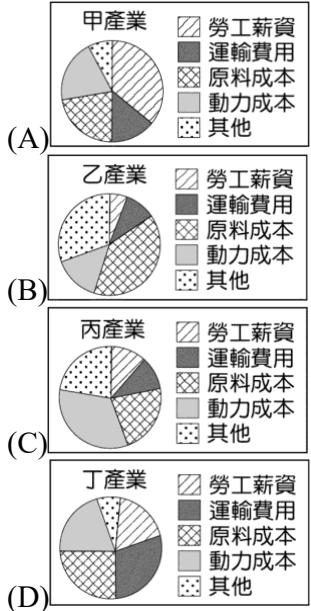 甲產業
勞工薪資
運輸費用
原料成本
動力成本
其他
(A)
乙產業
勞工薪資
運輸費用
原料成本
動力成本
其他
(B)
丙產業
勞工薪資
運輸費用
原料成本
動力成本
其他
(C)
丁產業
勞工薪資
運輸費用
原料成本
動力成本
其他
(D)